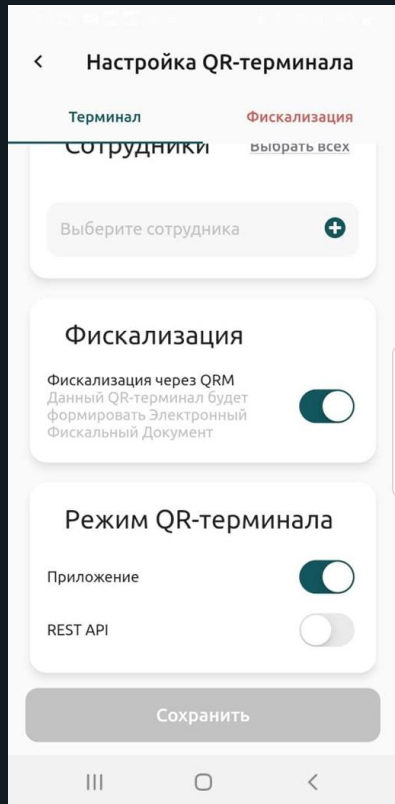 Настройка QR-терминала
Терминал
Фискализация
Сотрудники
Выбрать всех
Выберите сотрудника
Фискализация
Фискализация через QRM
Данный QR-терминал будет
формировать Электронный
Фискальный Документ
Режим QR-терминала
Приложение
REST API
Сохранить